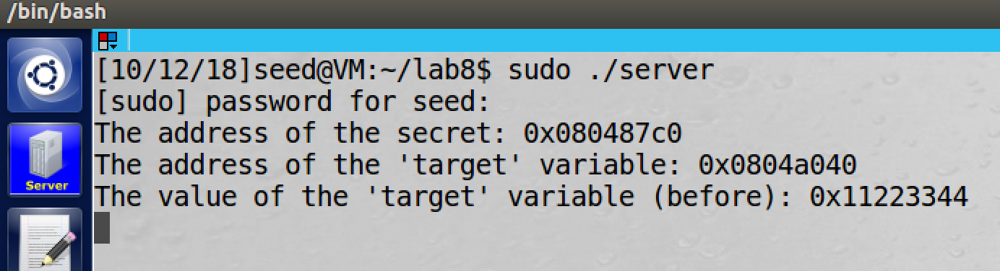 /bin/bash
[10/12/18]seed@VM:~/lab8$ sudo ./server
[sudo] password for seed:
The address of the secret: 0x080487c0
The address of the 'target' variable: 0x0804a040
The value of the 'target' variable (before): 0x11223344
Server